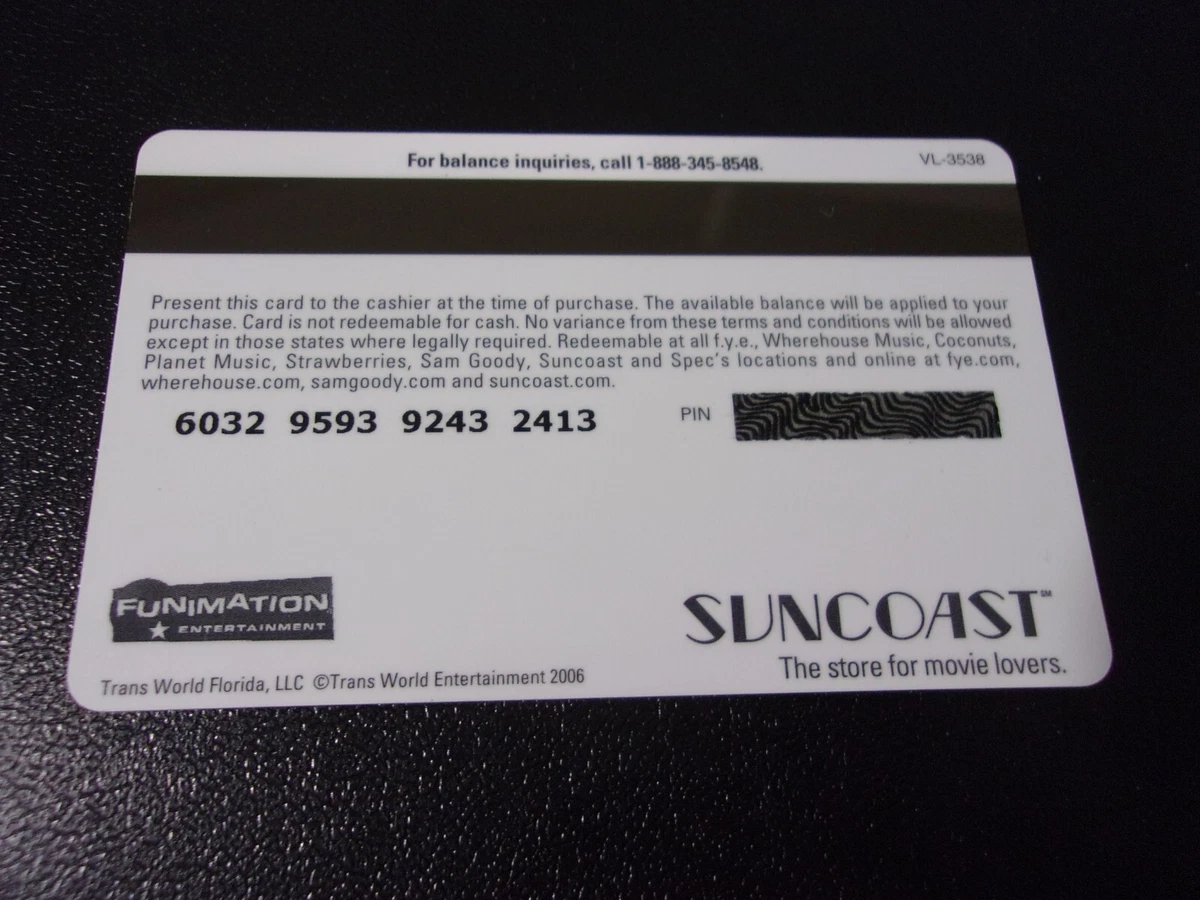 For balance inquiries, call 1-888-345-8548.
VL-3538
Present this card to the cashier at the time of purchase. The available balance will be applied to your
purchase. Card is not redeemable for cash. No variance from these terms and conditions will be allowed
except in those states where legally required. Redeemable at all f.y.e., Wherehouse Music, Coconuts,
Planet Music, Strawberries, Sam Goody, Suncoast and Spec's locations and online at fye.com,
wherehouse.com, samgoody.com and suncoast.com.
6032 9593 9243 2413
PIN
FUNIMATION
ENTERTAINMENT
SUNCOAST℠
The store for movie lovers.
Trans World Florida, LLC ©Trans World Entertainment 2006